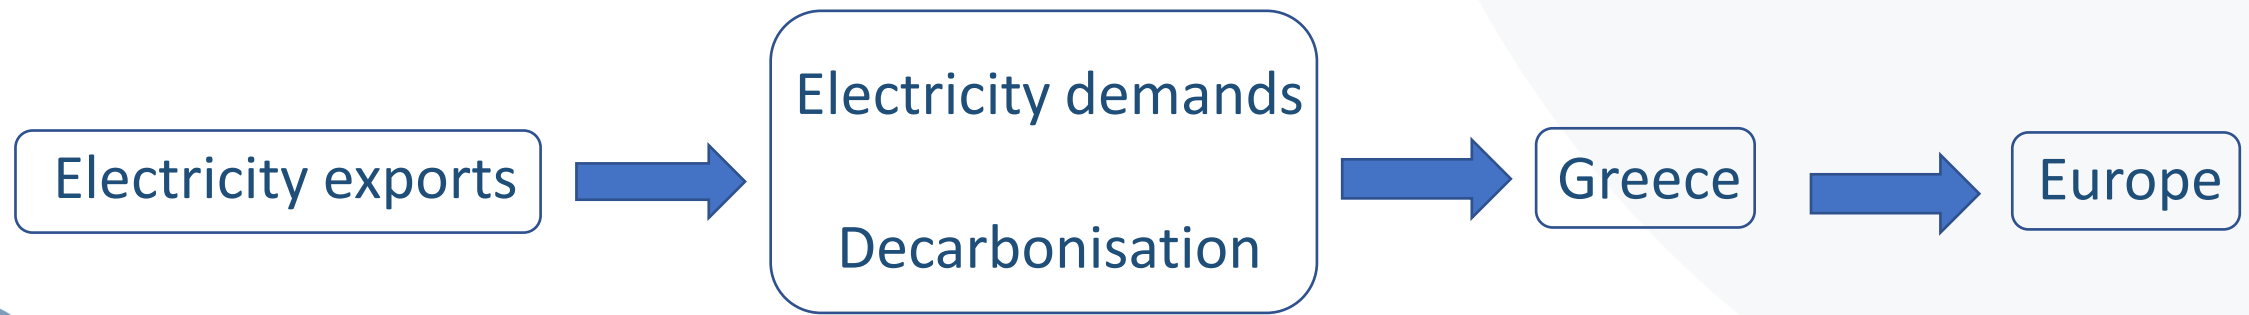 Electricity exports
Electricity demands
Decarbonisation
Greece
Europe